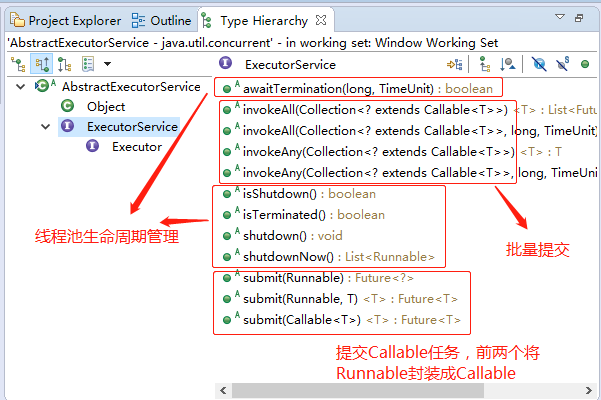 Project Explorer Outline Type Hierarchy
'AbstractExecutorService - java.util.concurrent' - in working set: Window Working Set
ExecutorService
AbstractExecutorService
Object
ExecutorService
Executor
awaitTermination(long, TimeUnit) : boolean
invokeAll(Collection<? extends Callable<T>>) <T> : List<Futu
invokeAll(Collection<? extends Callable<T>>, long, TimeUnit)
invokeAny(Collection<? extends Callable<T>>) <T> : T
invokeAny(Collection<? extends Callable<T>>, long, TimeUni
isShutdown() : boolean
isTerminated() : boolean
shutdown() : void
shutdownNow() : List<Runnable>
submit(Runnable) : Future<?>
submit(Runnable, T) <T> : Future<T>
submit(Callable<T>) <T> : Future<T>
线程池生命周期管理
批量提交
提交Callable任务，前两个将
Runnable封装成Callable